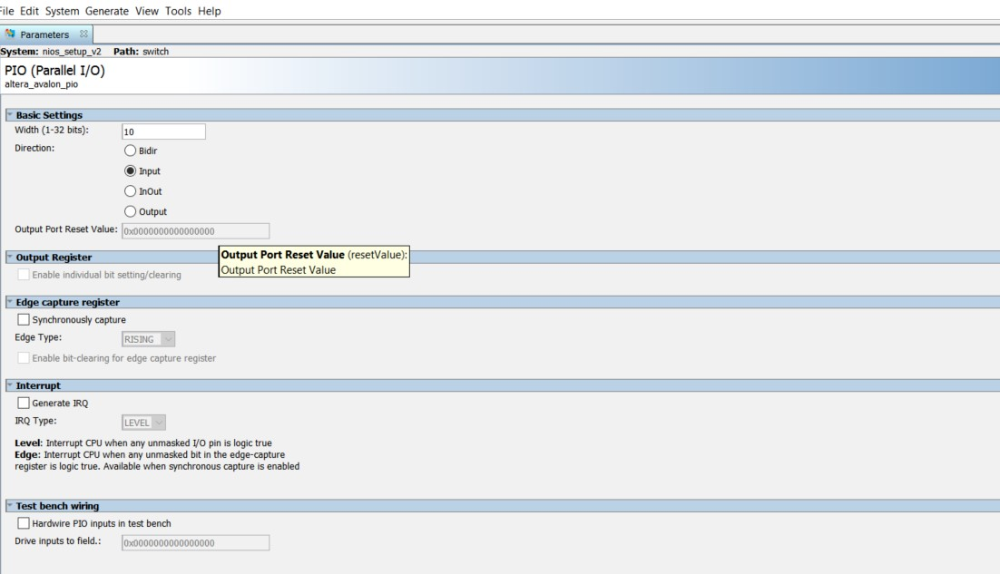 File Edit System Generate View Tools Help
Parameters
System: nios_setup_v2 Path: switch
PIO (Parallel I/O)
altera_avalon_pio
Basic Settings
Width (1-32 bits): 10
Direction: Bidir
Input
InOut
Output
Output Port Reset Value: 0x0000000000000000
Output Register
Output Port Reset Value (resetValue):
Output Port Reset Value
Enable individual bit setting/clearing
Edge capture register
Synchronously capture
Edge Type: RISING
Enable bit-clearing for edge capture register
Interrupt
Generate IRQ
IRQ Type: LEVEL
Level: Interrupt CPU when any unmasked I/O pin is logic true
Edge: Interrupt CPU when any unmasked bit in the edge-capture
register is logic true. Available when synchronous capture is enabled
Test bench wiring
Hardwire PIO inputs in test bench
Drive inputs to field.: 0x0000000000000000